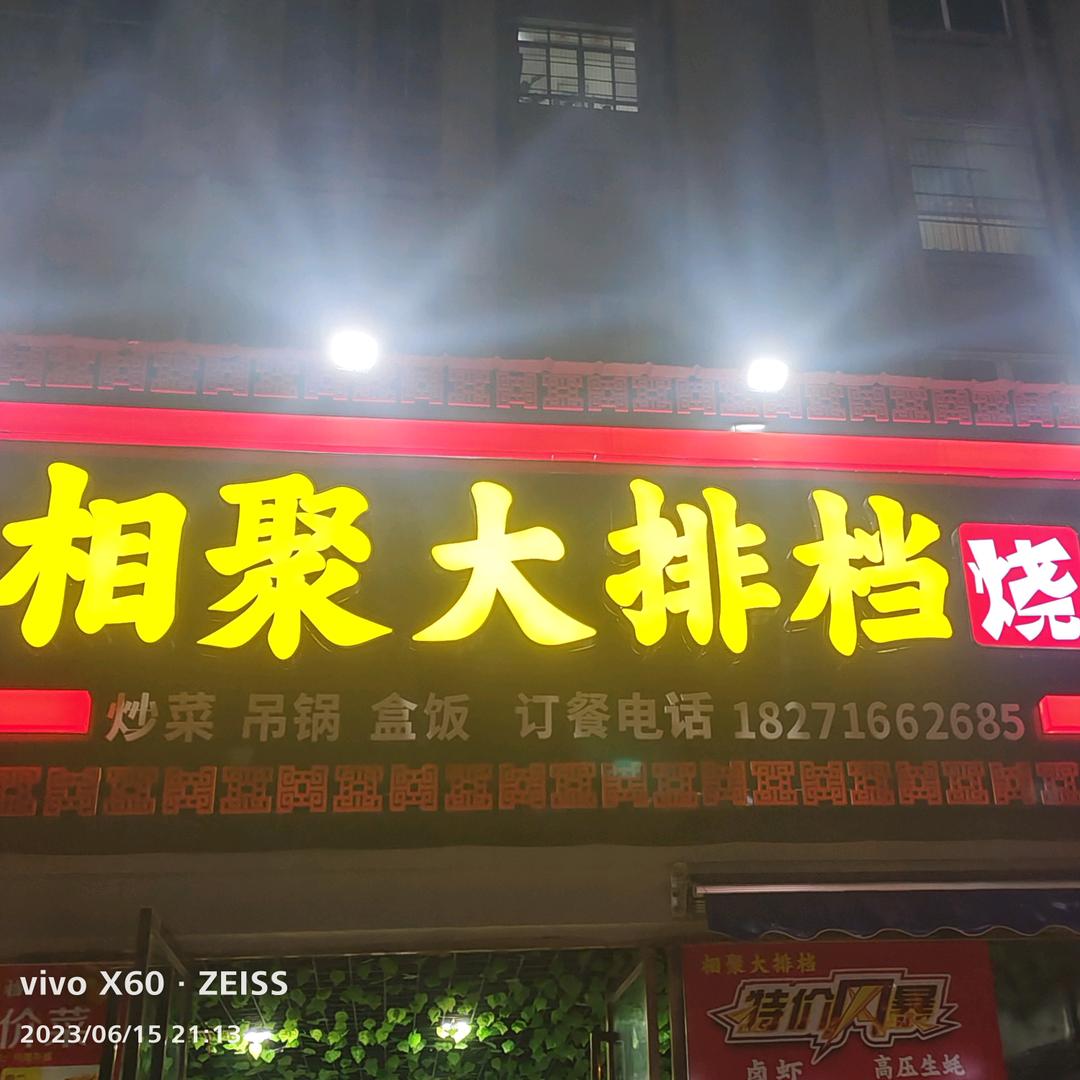 相聚大排档
烧
炒菜 吊锅 盒饭 订餐电话 18271662685
相聚大排档
特价风暴
卤虾 高压生蚝
价菜
vivo X60 · ZEISS
2023/06/15 21:13